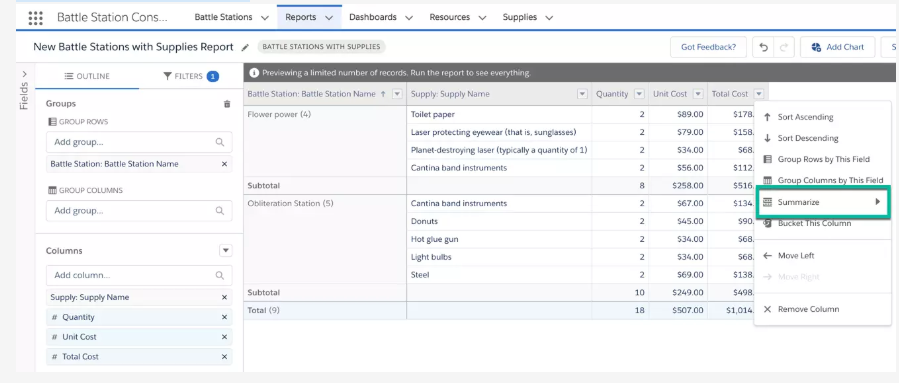 Battle Station Cons... Battle Stations Reports Dashboards Resources Supplies
New Battle Stations with Supplies Report BATTLE STATIONS WITH SUPPLIES Got Feedback? Add Chart S
Fields
OUTLINE FILTERS 1
Groups
GROUP ROWS
Add group...
Battle Station: Battle Station Name
GROUP COLUMNS
Add group...
Columns
Add column...
Supply: Supply Name
# Quantity
# Unit Cost
# Total Cost
Previewing a limited number of records. Run the report to see everything.
Battle Station: Battle Station Name Supply: Supply Name Quantity Unit Cost Total Cost
Flower power (4) Toilet paper 2 $89.00 $178.
Laser protecting eyewear (that is, sunglasses) 2 $79.00 $158.
Planet-destroying laser (typically a quantity of 1) 2 $34.00 $68.
Cantina band instruments 2 $56.00 $112.
Subtotal 8 $258.00 $516.
Obliteration Station (5) Cantina band instruments 2 $67.00 $134.
Donuts 2 $45.00 $90.
Hot glue gun 2 $34.00 $68.
Light bulbs 2 $34.00 $68.
Steel 2 $69.00 $138.
Subtotal 10 $249.00 $498.
Total (9) 18 $507.00 $1,014.
Sort Ascending
Sort Descending
Group Rows by This Field
Group Columns by This Field
Summarize
Bucket This Column
Move Left
Move Right
Remove Column